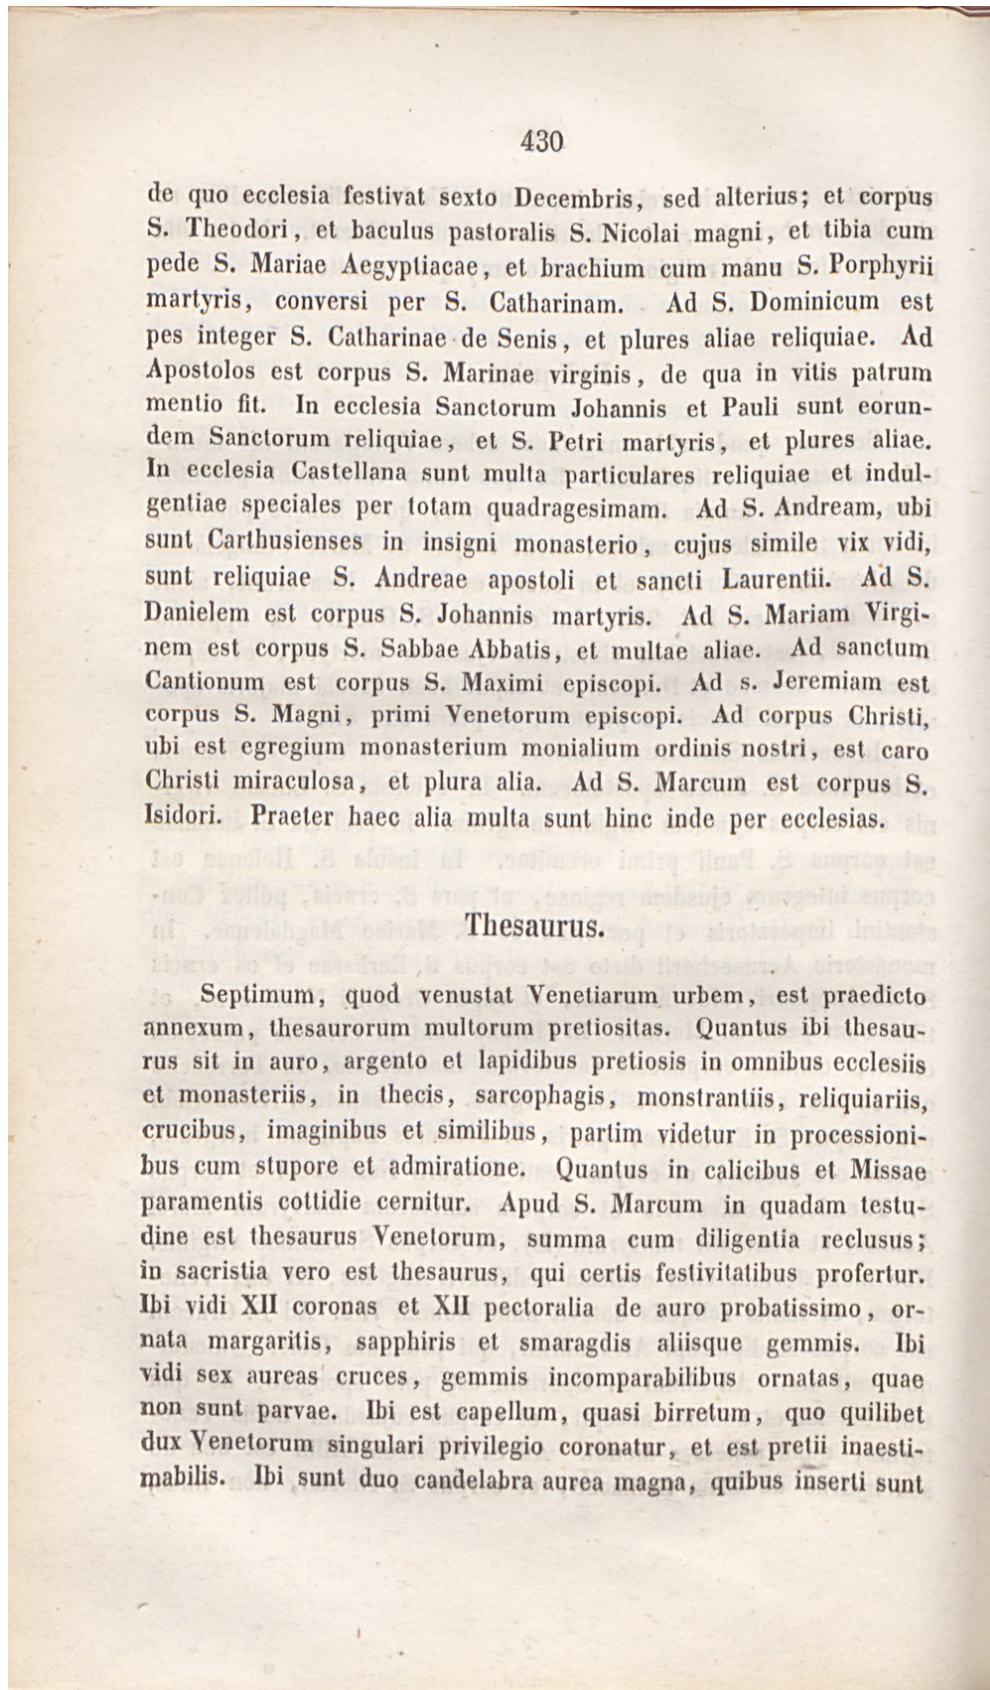 430
de quo ecclesia festivat sexto Decembris, sed alterius; et corpus
S. Theodori, et baculus pastoralis S. Nicolai magni, et tibia cum
pede S. Mariae Aegyptiacae, et brachium cum manu S. Porphyrii
martyris, conversi per S. Catharinam. Ad S. Dominicum est
pes integer S. Catharinae de Senis, et plures aliae reliquiae. Ad
Apostolos est corpus S. Marinae virginis, de qua in vitis patrum
mentio fit. In ecclesia Sanctorum Johannis et Pauli sunt eorun-
dem Sanctorum reliquiae, et S. Petri martyris, et plures aliae.
In ecclesia Castellana sunt multa particulares reliquiae et indul-
gentiae speciales per totam quadragesimam. Ad S. Andream, ubi
sunt Carthusienses in insigni monasterio, cujus simile vix vidi,
sunt reliquiae S. Andreae apostoli et sancti Laurentii. Ad S.
Danielem est corpus S. Johannis martyris. Ad S. Mariam Virgi-
nem est corpus S. Sabbae Abbatis, et multae aliae. Ad sanctum
Cantionum est corpus S. Maximi episcopi. Ad s. Jeremiam est
corpus S. Magni, primi Venetorum episcopi. Ad corpus Christi,
ubi est egregium monasterium monialium ordinis nostri, est caro
Christi miraculosa, et plura alia. Ad S. Marcum est corpus S.
Isidori. Praeter haec alia multa sunt hinc inde per ecclesias.
Thesaurus.
Septimum, quod venustat Venetiarum urbem, est praedicto
annexum, thesaurorum multorum pretiositas. Quantus ibi thesau-
rus sit in auro, argento et lapidibus pretiosis in omnibus ecclesiis
et monasteriis, in thecis, sarcophagis, monstrantiis, reliquiariis,
crucibus, imaginibus et similibus, partim videtur in processioni-
bus cum stupore et admiratione. Quantus in calicibus et Missae
paramentis cottidie cernitur. Apud S. Marcum in quadam testu-
dine est thesaurus Venetorum, summa cum diligentia reclusus;
in sacristia vero est thesaurus, qui certis festivitatibus profertur.
Ibi vidi XII coronas et XII pectoralia de auro probatissimo, or-
nata margaritis, sapphiris et smaragdis aliisque gemmis. Ibi
vidi sex aureas cruces, gemmis incomparabilibus ornatas, quae
non sunt parvae. Ibi est capellum, quasi birretum, quo quilibet
dux Venetorum singulari privilegio coronatur, et est pretii inaesti-
mabilis. Ibi sunt duo candelabra aurea magna, quibus inserti sunt